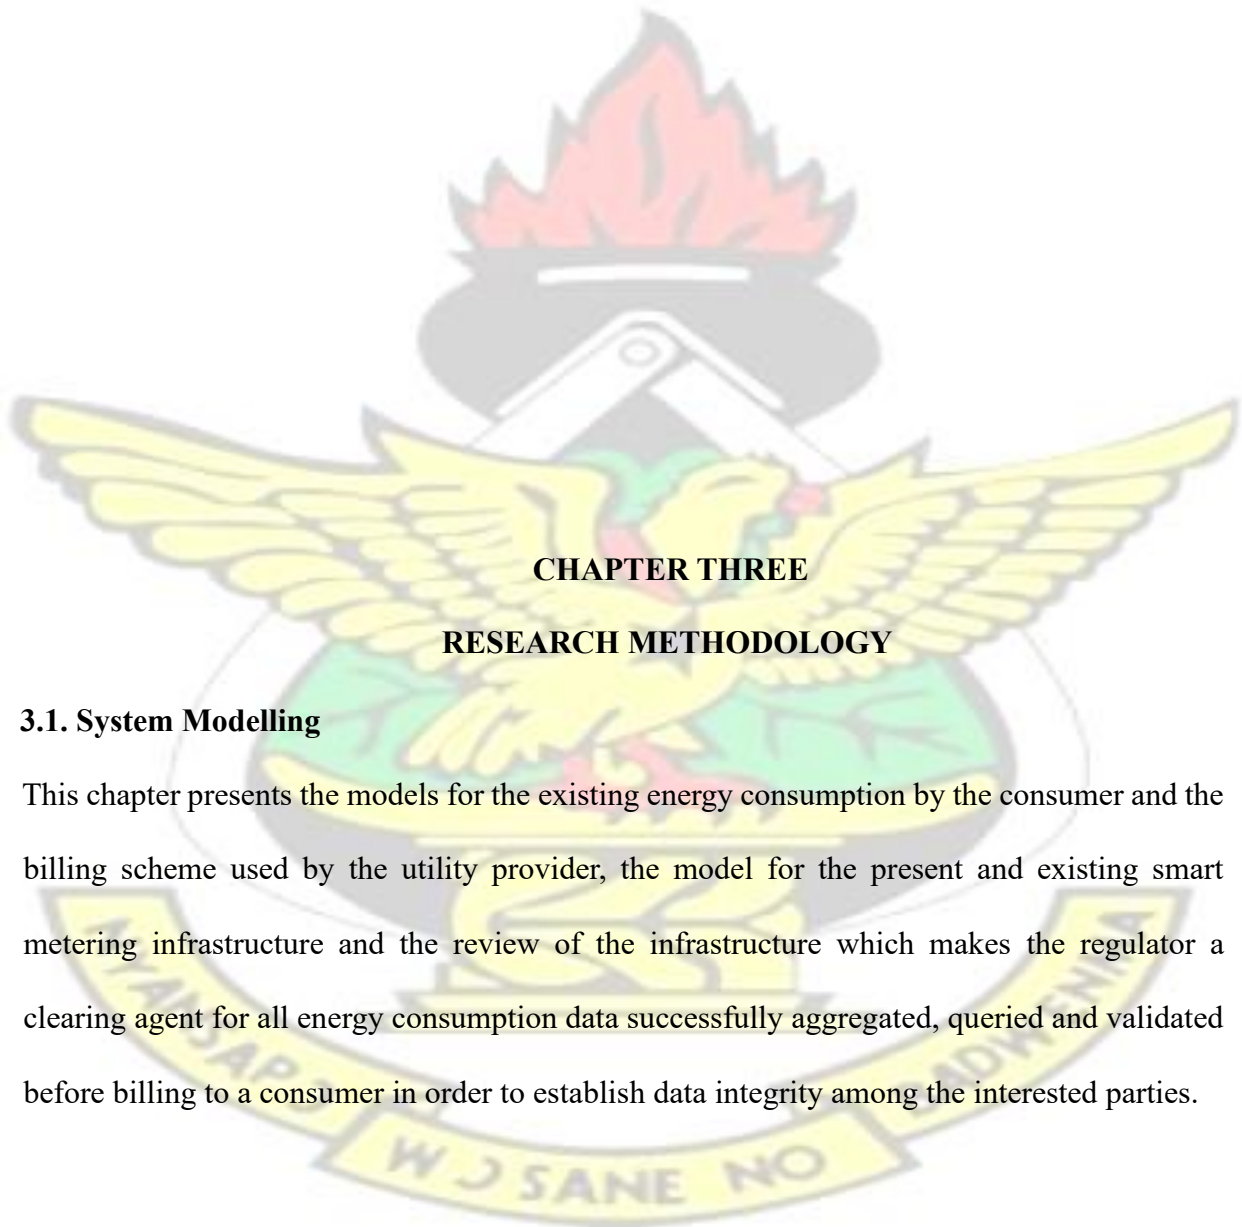 CHAPTER THREE
RESEARCH METHODOLOGY
3.1. System Modelling
This chapter presents the models for the existing energy consumption by the consumer and the
billing scheme used by the utility provider, the model for the present and existing smart
metering infrastructure and the review of the infrastructure which makes the regulator a
clearing agent for all energy consumption data successfully aggregated, queried and validated
before billing to a consumer in order to establish data integrity among the interested parties.
NYANSAPƆ W Ɔ SANE NO BADWENMA